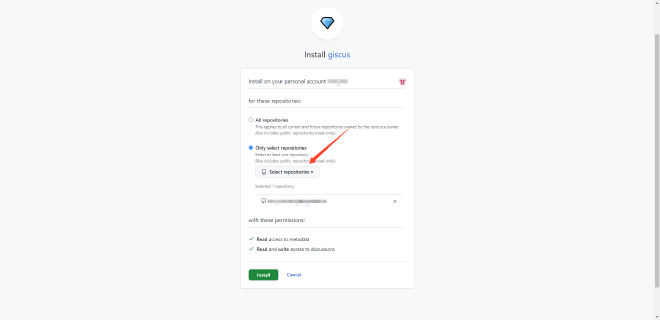 Install giscus
Install on your personal account
for these repositories:
All repositories
This applies to all current and future repositories owned by the resource owner.
Also includes public repositories (read-only).
Only select repositories
Select at least one repository.
Also includes public repositories (read-only).
Select repositories
Selected 1 repository.
with these permissions:
Read access to metadata
Read and write access to discussions
Install Cancel